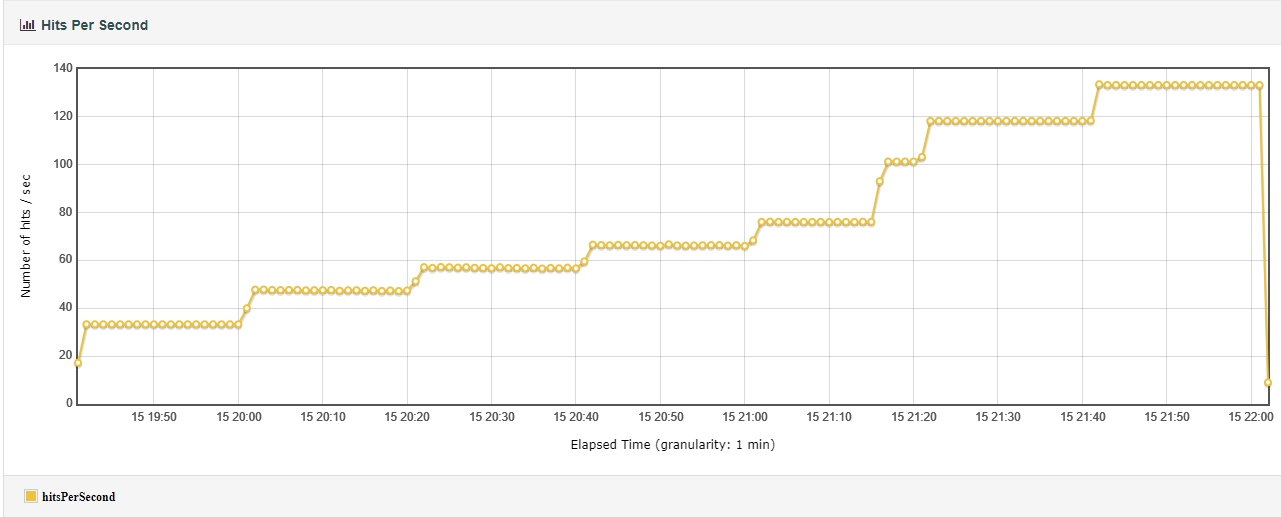 Hits Per Second
140
120
100
80
60
40
20
0
Number of hits / sec
15 19:50 15 20:00 15 20:10 15 20:20 15 20:30 15 20:40 15 20:50 15 21:00 15 21:10 15 21:20 15 21:30 15 21:40 15 21:50 15 22:00
Elapsed Time (granularity: 1 min)
hitsPerSecond